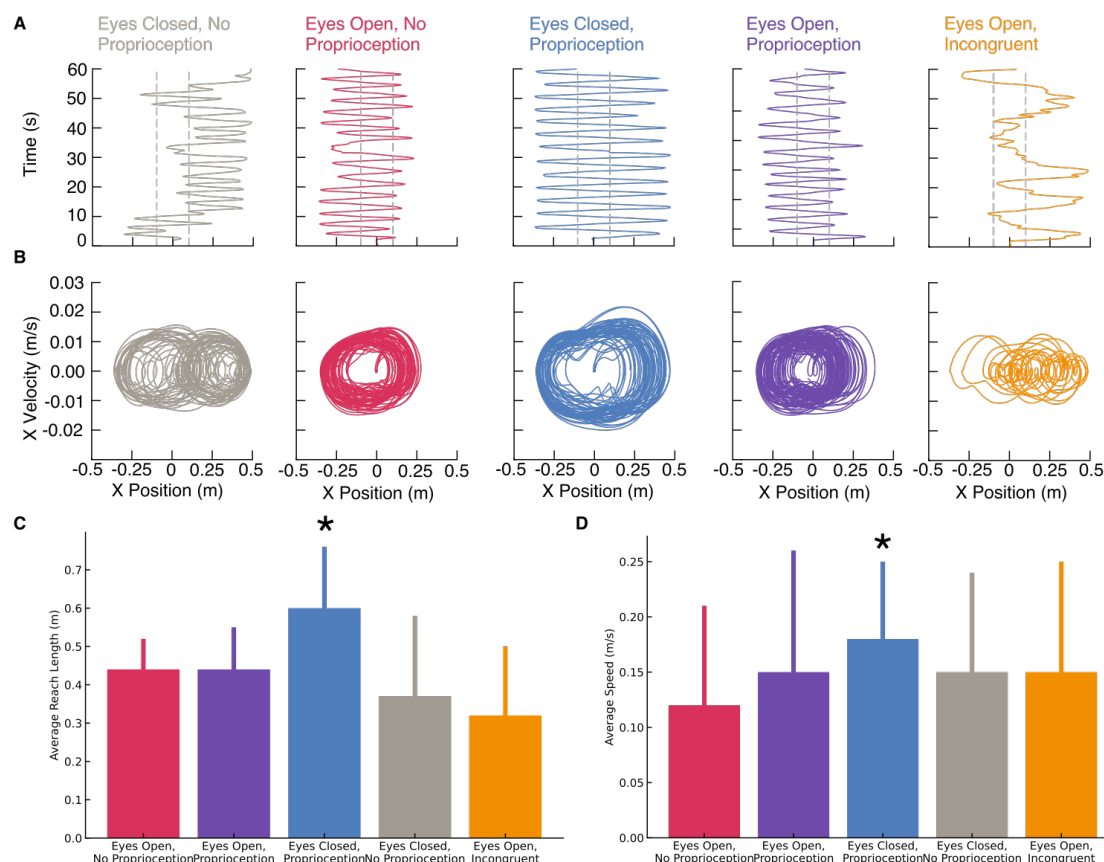 A
Eyes Closed, No
Proprioception
Eyes Open, No
Proprioception
Eyes Closed,
Proprioception
Eyes Open,
Proprioception
Eyes Open,
Incongruent
Time (s)
60
50
40
30
20
10
0
B
X Velocity (m/s)
0.03
0.02
0.01
0.00
-0.01
-0.02
-0.5 -0.25 0 0.25 0.5
X Position (m)
-0.5 -0.25 0 0.25 0.5
X Position (m)
-0.5 -0.25 0 0.25 0.5
X Position (m)
-0.5 -0.25 0 0.25 0.5
X Position (m)
-0.5 -0.25 0 0.25 0.5
X Position (m)
C
*
Average Reach Length (m)
0.7
0.6
0.5
0.4
0.3
0.2
0.1
0.0
Eyes Open,
No Proprioception
Eyes Open,
Proprioception
Eyes Closed,
Proprioception
Eyes Closed,
No Proprioception
Eyes Open,
Incongruent
D
*
Average Speed (m/s)
0.25
0.20
0.15
0.10
0.05
0.00
Eyes Open,
No Proprioception
Eyes Open,
Proprioception
Eyes Closed,
Proprioception
Eyes Closed,
No Proprioception
Eyes Open,
Incongruent